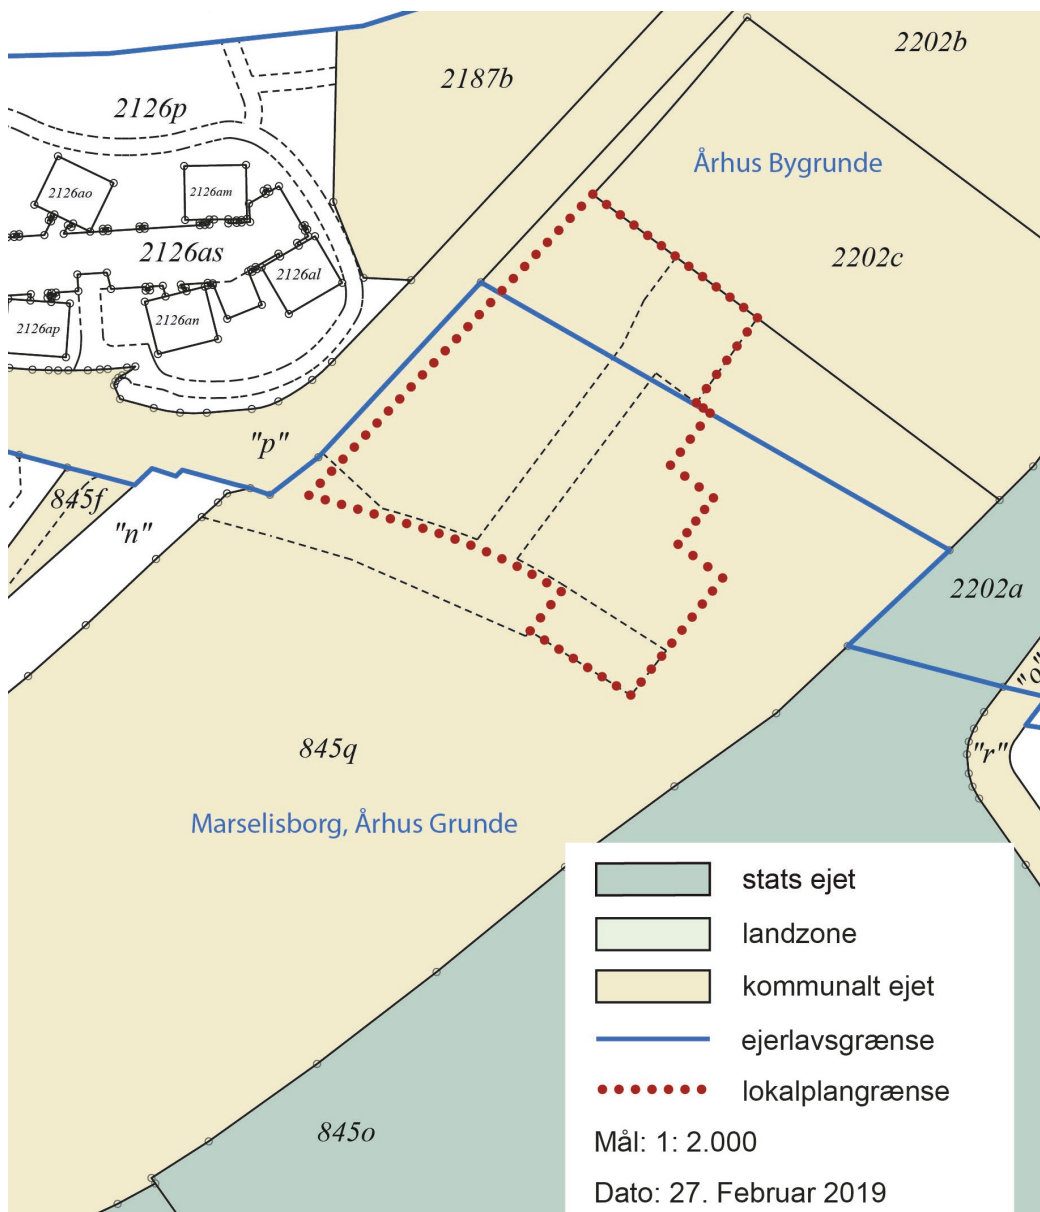 2202b
2187b
2126p
Århus Bygrunde
2126ao
2126am
2126as
2202c
2126al
2126an
2126ap
"p"
845f
"n"
2202a
"o"
"r"
845q
Marselisborg, Århus Grunde
stats ejet
landzone
kommunalt ejet
ejerlavsgrænse
lokalplangrænse
845o
Mål: 1: 2.000
Dato: 27. Februar 2019